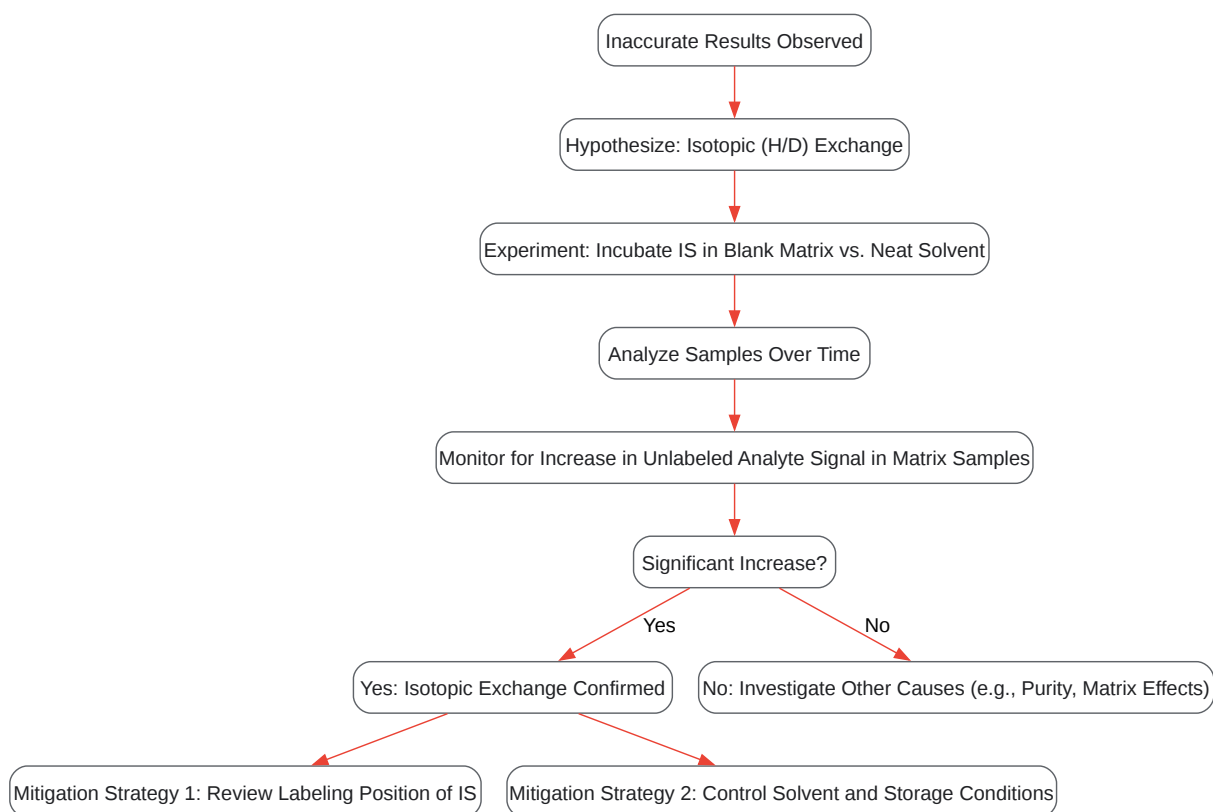 Inaccurate Results Observed
Hypothesize: Isotopic (H/D) Exchange
Experiment: Incubate IS in Blank Matrix vs. Neat Solvent
Analyze Samples Over Time
Monitor for Increase in Unlabeled Analyte Signal in Matrix Samples
Significant Increase?
Yes
No
Yes: Isotopic Exchange Confirmed
No: Investigate Other Causes (e.g., Purity, Matrix Effects)
Mitigation Strategy 1: Review Labeling Position of IS
Mitigation Strategy 2: Control Solvent and Storage Conditions